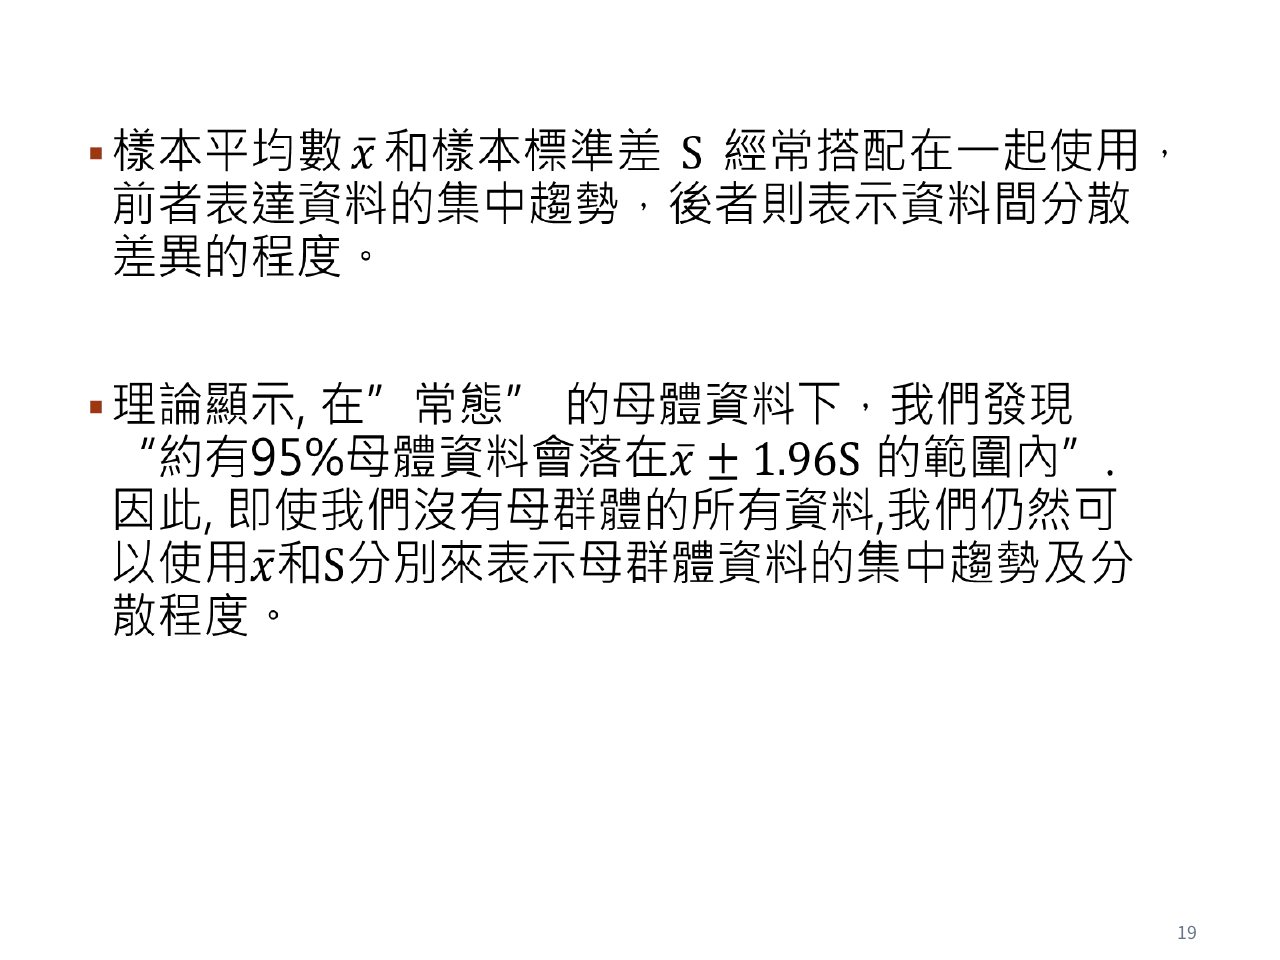 ▪樣本平均數 x̄ 和樣本標準差 S 經常搭配在一起使用，
前者表達資料的集中趨勢，後者則表示資料間分散
差異的程度。
▪理論顯示, 在” 常態” 的母體資料下，我們發現
“約有95%母體資料會落在x̄ ± 1.96S 的範圍內”.
因此, 即使我們沒有母群體的所有資料,我們仍然可
以使用x̄和S分別來表示母群體資料的集中趨勢及分
散程度。
19